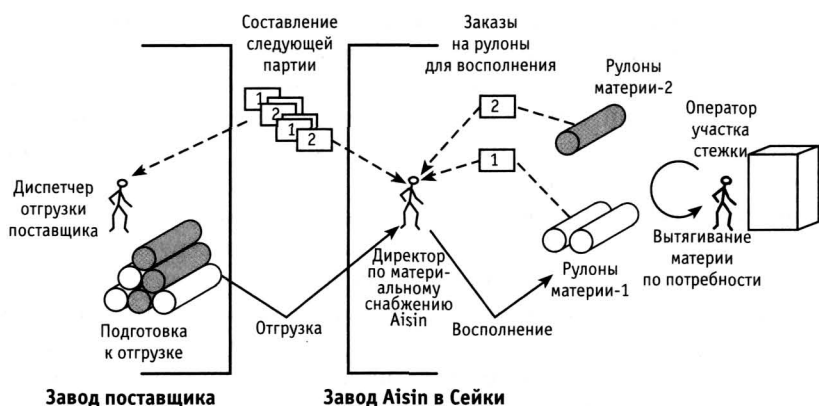 Составление
следующей
партии
Заказы
на рулоны
для восполнения
Рулоны
материи-2
Оператор
участка
стежки
1
2
1
2
2
1
Диспетчер
отгрузки
поставщика
Директор
по матери-
альному
снабжению
Aisin
Рулоны
материи-1
Вытягивание
материи
по потребности
Подготовка
к отгрузке
Отгрузка
Восполнение
Завод поставщика
Завод Aisin в Сейки